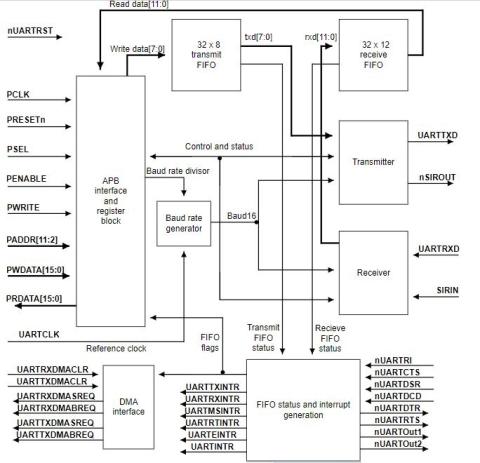 Read data[11:0]
nUARTRST
Write data[7:0]
32 x 8
transmit
FIFO
txd[7:0]
rxd[11:0]
32 x 12
receive
FIFO
PCLK
PRESETn
PSEL
PENABLE
PWRITE
PADDR[11:2]
PWDATA[15:0]
PRDATA[15:0]
UARTCLK
APB
interface
and
register
block
Control and status
Baud rate divisor
Baud rate
generator
Baud16
Transmitter
UARTTXD
nSIROUT
Receiver
UARTRXD
SIRIN
Reference clock
FIFO
flags
Transmit
FIFO
status
Recieve
FIFO
status
UARTRXDMACLR
UARTTXDMACLR
UARTRXDMASREQ
UARTRXDMABREQ
UARTTXDMASREQ
UARTTXDMABREQ
DMA
interface
UARTTXINTR
UARTRXINTR
UARTMSINTR
UARTRTINTR
UARTEINTR
UARTINTR
FIFO status and interrupt
generation
nUARTRI
nUARTCTS
nUARTDSR
nUARTDCD
nUARTDTR
nUARTRTS
nUARTOut1
nUARTOut2